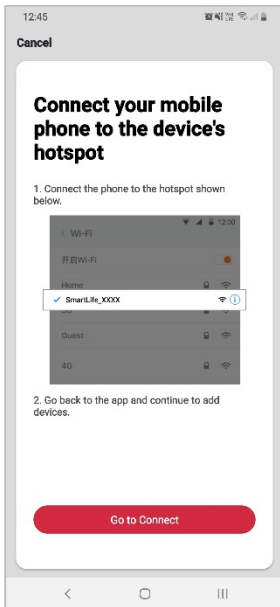 12:45
Cancel
Connect your mobile
phone to the device's
hotspot
1. Connect the phone to the hotspot shown
below.
12:00
Wi-Fi
开启Wi-Fi
Home
SmartLife_XXXX
5G
Guest
4G
2. Go back to the app and continue to add
devices.
Go to Connect